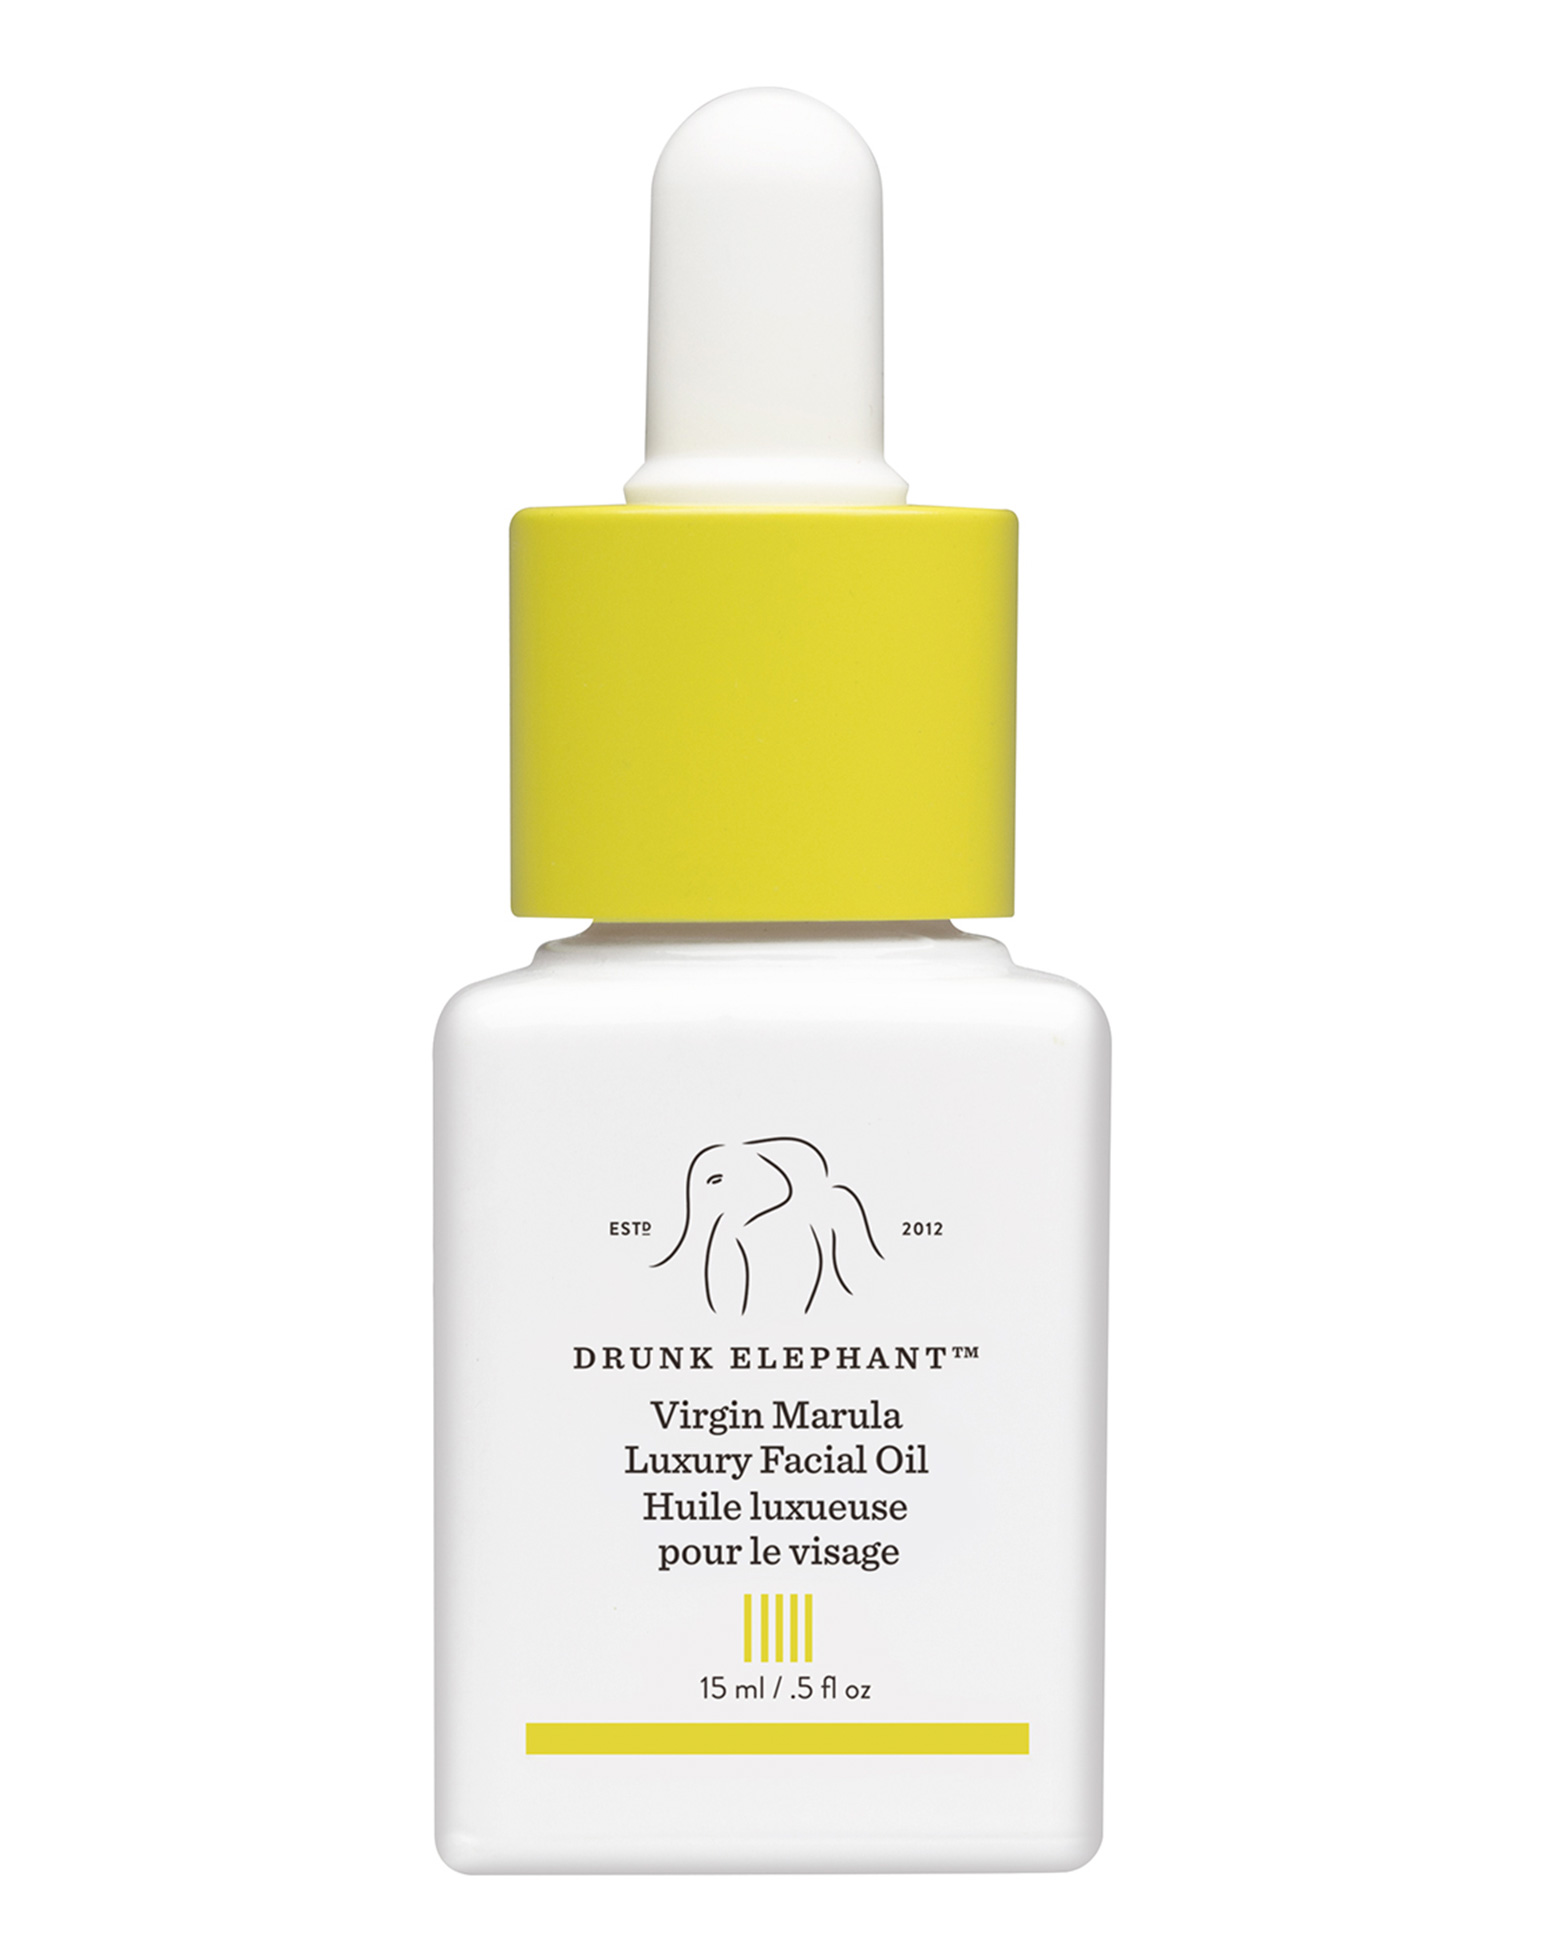 ESTD 2012
DRUNK ELEPHANT™
Virgin Marula
Luxury Facial Oil
Huile luxueuse
pour le visage
15 ml / .5 fl oz